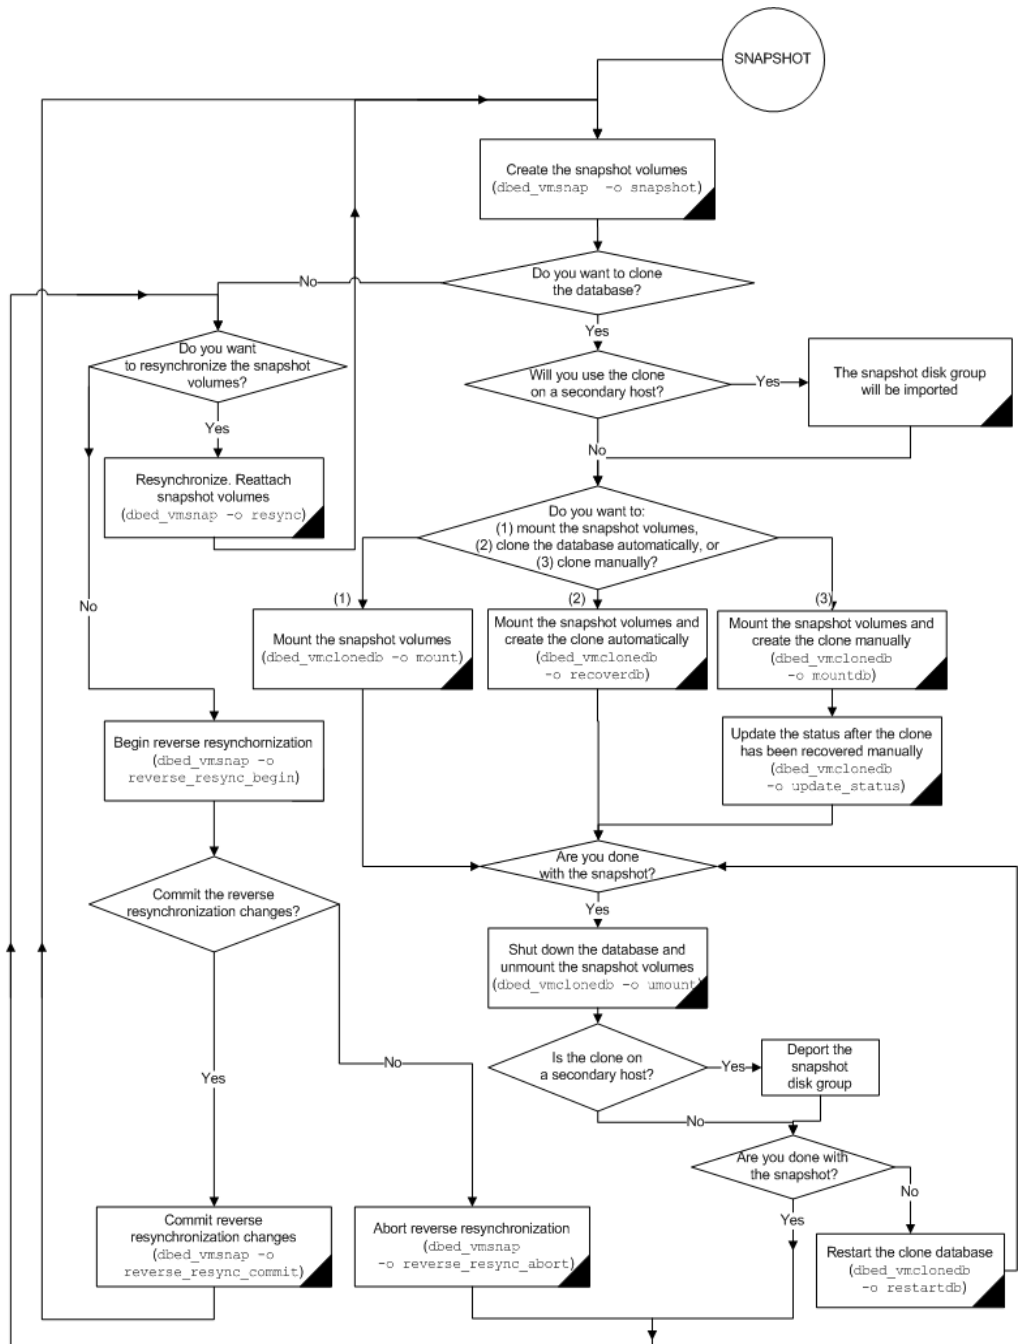 SNAPSHOT
Create the snapshot volumes
(dbed_vmsnap -o snapshot)
Do you want to clone
the database?
No
Yes
Do you want
to resynchronize the snapshot
volumes?
Will you use the clone
on a secondary host?
Yes
The snapshot disk group
will be imported
Yes
No
Resynchronize. Reattach
snapshot volumes
(dbed_vmsnap -o resync)
Do you want to:
(1) mount the snapshot volumes,
(2) clone the database automatically, or
(3) clone manually?
No
(1)
(2)
(3)
Mount the snapshot volumes
(dbed_vmclonedb -o mount)
Mount the snapshot volumes and
create the clone automatically
(dbed_vmclonedb
-o recoverdb)
Mount the snapshot volumes and
create the clone manually
(dbed_vmclonedb
-o mountdb)
Begin reverse resynchornization
(dbed_vmsnap -o
reverse_resync_begin)
Update the status after the clone
has been recovered manually
(dbed_vmclonedb
-o update_status)
Are you done
with the snapshot?
Commit the reverse
resynchronization changes?
Yes
Shut down the database and
unmount the snapshot volumes
(dbed_vmclonedb -o umount)
Is the clone on
a secondary host?
Yes
Deport the
snapshot
disk group
No
Yes
No
Are you done with
the snapshot?
No
Yes
Commit reverse
resynchronization changes
(dbed_vmsnap -o
reverse_resync_commit)
Abort reverse resynchronization
(dbed_vmsnap
-o reverse_resync_abort)
Restart the clone database
(dbed_vmclonedb
-o restartdb)